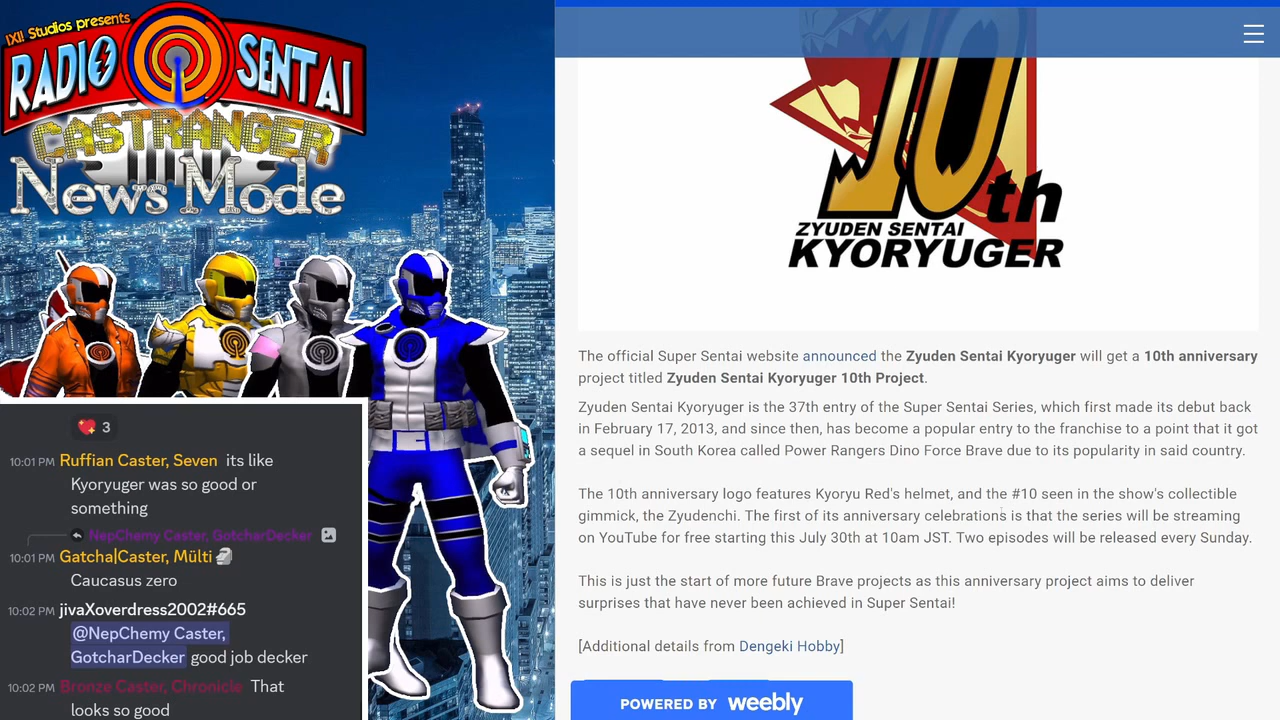 IXII Studios presents
RADIO SENTAI
CASTRANGER
News Mode
3
10:01 PM Ruffian Caster, Seven its like
Kyoryuger was so good or
something
NepChemy Caster, GotcharDecker
10:01 PM Gatcha|Caster, Mülti
Caucasus zero
10:02 PM jivaXoverdress2002#665
@NepChemy Caster,
GotcharDecker good job decker
10:02 PM Bronze Caster, Chronicle That
looks so good
10th
ZYUDEN SENTAI
KYORYUGER
The official Super Sentai website announced the Zyuden Sentai Kyoryuger will get a 10th anniversary
project titled Zyuden Sentai Kyoryuger 10th Project.
Zyuden Sentai Kyoryuger is the 37th entry of the Super Sentai Series, which first made its debut back
in February 17, 2013, and since then, has become a popular entry to the franchise to a point that it got
a sequel in South Korea called Power Rangers Dino Force Brave due to its popularity in said country.
The 10th anniversary logo features Kyoryu Red's helmet, and the #10 seen in the show's collectible
gimmick, the Zyudenchi. The first of its anniversary celebrations is that the series will be streaming
on YouTube for free starting this July 30th at 10am JST. Two episodes will be released every Sunday.
This is just the start of more future Brave projects as this anniversary project aims to deliver
surprises that have never been achieved in Super Sentai!
[Additional details from Dengeki Hobby]
POWERED BY weebly